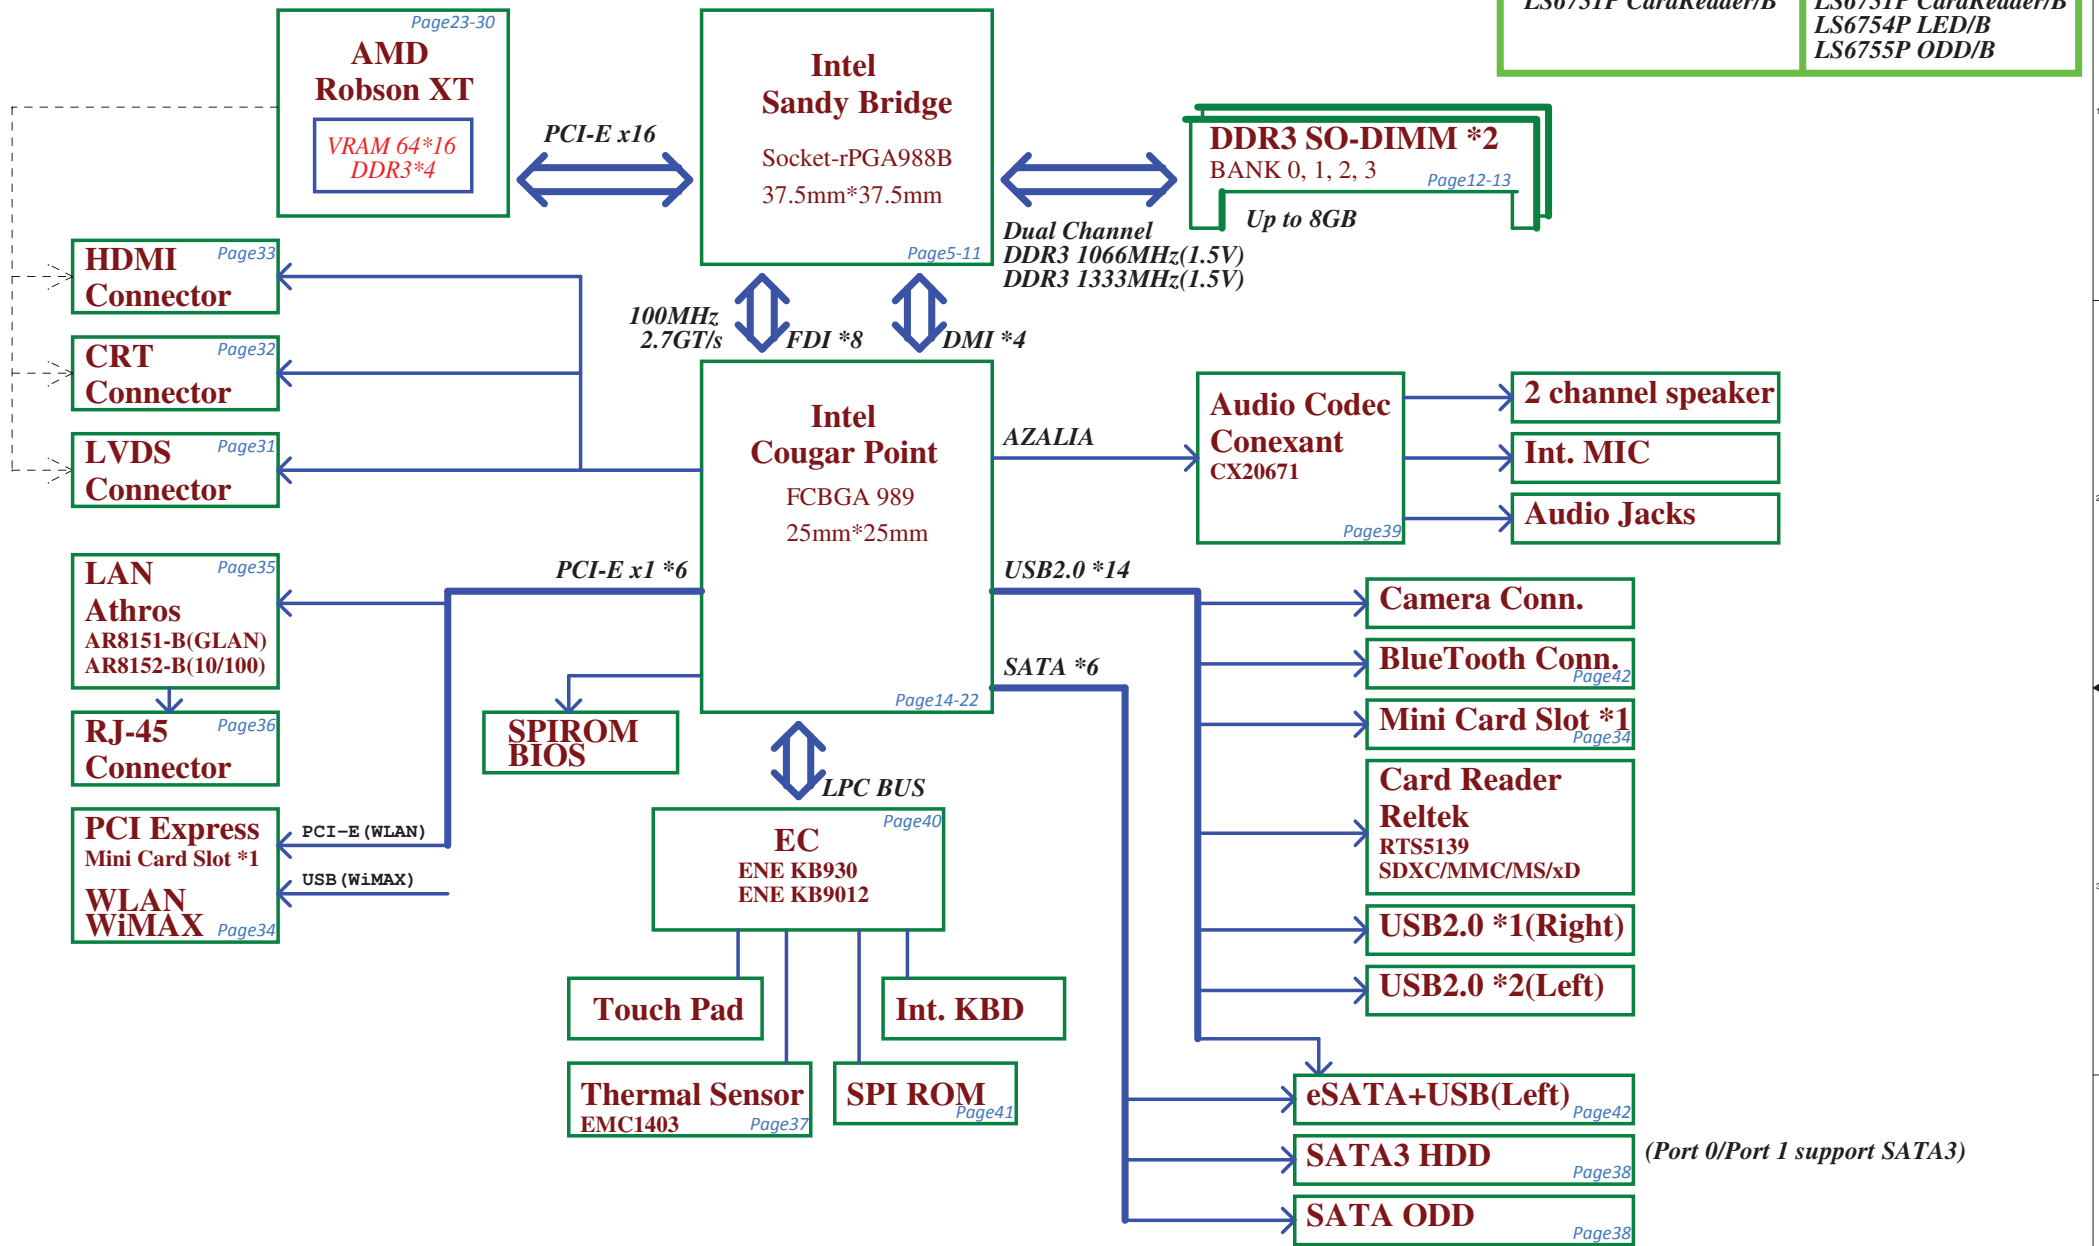 LS6751P CardReader/B
LS6751P CardReader/B
LS6754P LED/B
LS6755P ODD/B
Page23-30
AMD
Robson XT
VRAM 64*16
DDR3*4
PCI-E x16
Intel
Sandy Bridge
Socket-rPGA988B
37.5mm*37.5mm
Page5-11
DDR3 SO-DIMM *2
BANK 0, 1, 2, 3
Page12-13
Up to 8GB
Dual Channel
DDR3 1066MHz(1.5V)
DDR3 1333MHz(1.5V)
HDMI
Connector
Page33
CRT
Connector
Page32
LVDS
Connector
Page31
100MHz
2.7GT/s
FDI *8
DMI *4
Intel
Cougar Point
FCBGA 989
25mm*25mm
Page14-22
AZALIA
Audio Codec
Conexant
CX20671
Page39
2 channel speaker
Int. MIC
Audio Jacks
LAN
Athros
AR8151-B(GLAN)
AR8152-B(10/100)
Page35
PCI-E x1 *6
USB2.0 *14
SATA *6
RJ-45
Connector
Page36
SPIROM
BIOS
LPC BUS
PCI Express
Mini Card Slot *1
WLAN
WiMAX
Page34
PCI-E(WLAN)
USB(WiMAX)
EC
ENE KB930
ENE KB9012
Page40
Touch Pad
Int. KBD
Thermal Sensor
EMC1403
Page37
SPI ROM
Page41
Camera Conn.
BlueTooth Conn.
Page42
Mini Card Slot *1
Page34
Card Reader
Reltek
RTS5139
SDXC/MMC/MS/xD
USB2.0 *1(Right)
USB2.0 *2(Left)
eSATA+USB(Left)
Page42
SATA3 HDD
Page38
(Port 0/Port 1 support SATA3)
SATA ODD
Page38
1
2
3